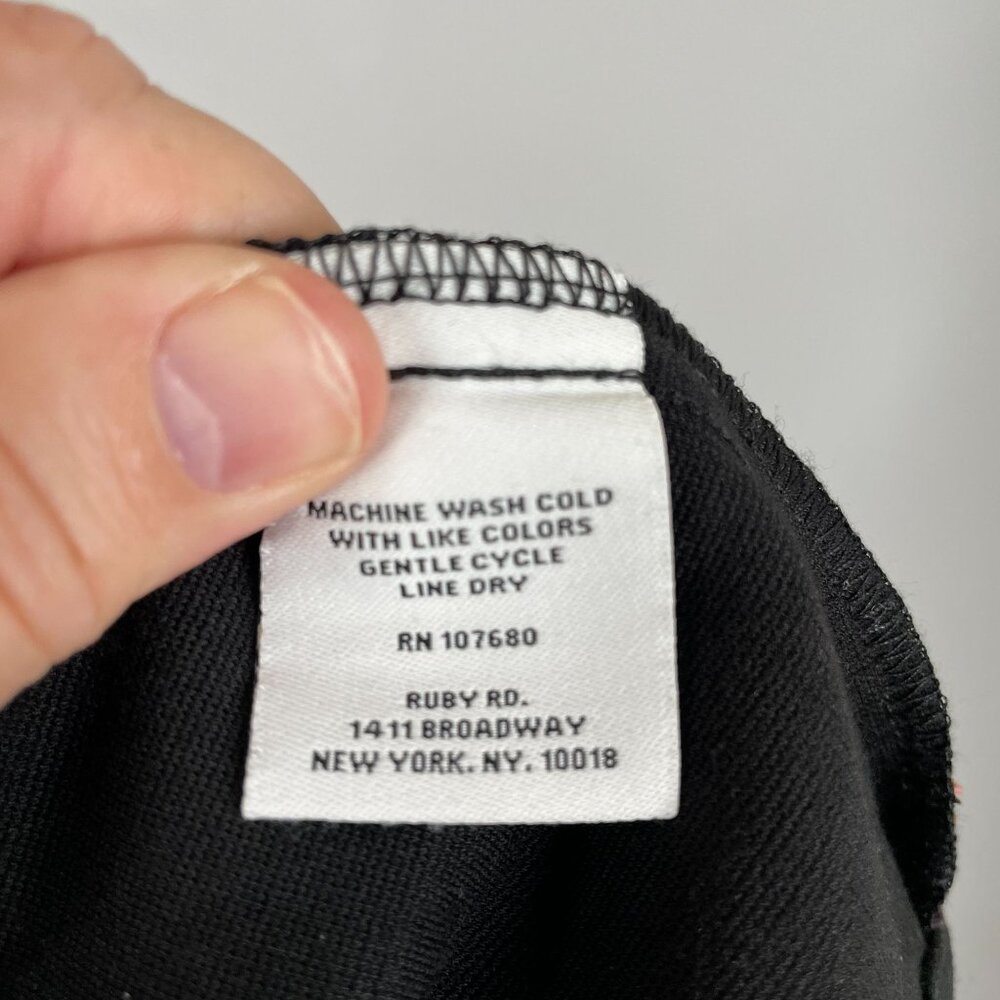 MACHINE WASH COLD
WITH LIKE COLORS
GENTLE CYCLE
LINE DRY
RN 107680
RUBY RD.
1411 BROADWAY
NEW YORK. NY. 10018